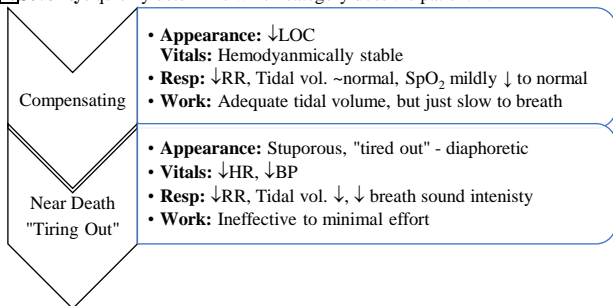 Compensating
• Appearance: ↓LOC
Vitals: Hemodyanmically stable
• Resp: ↓RR, Tidal vol. ~normal, SpO2 mildly ↓ to normal
• Work: Adequate tidal volume, but just slow to breath
Near Death
"Tiring Out"
• Appearance: Stuporous, "tired out" - diaphoretic
• Vitals: ↓HR, ↓BP
• Resp: ↓RR, Tidal vol. ↓, ↓ breath sound intenisty
• Work: Ineffective to minimal effort